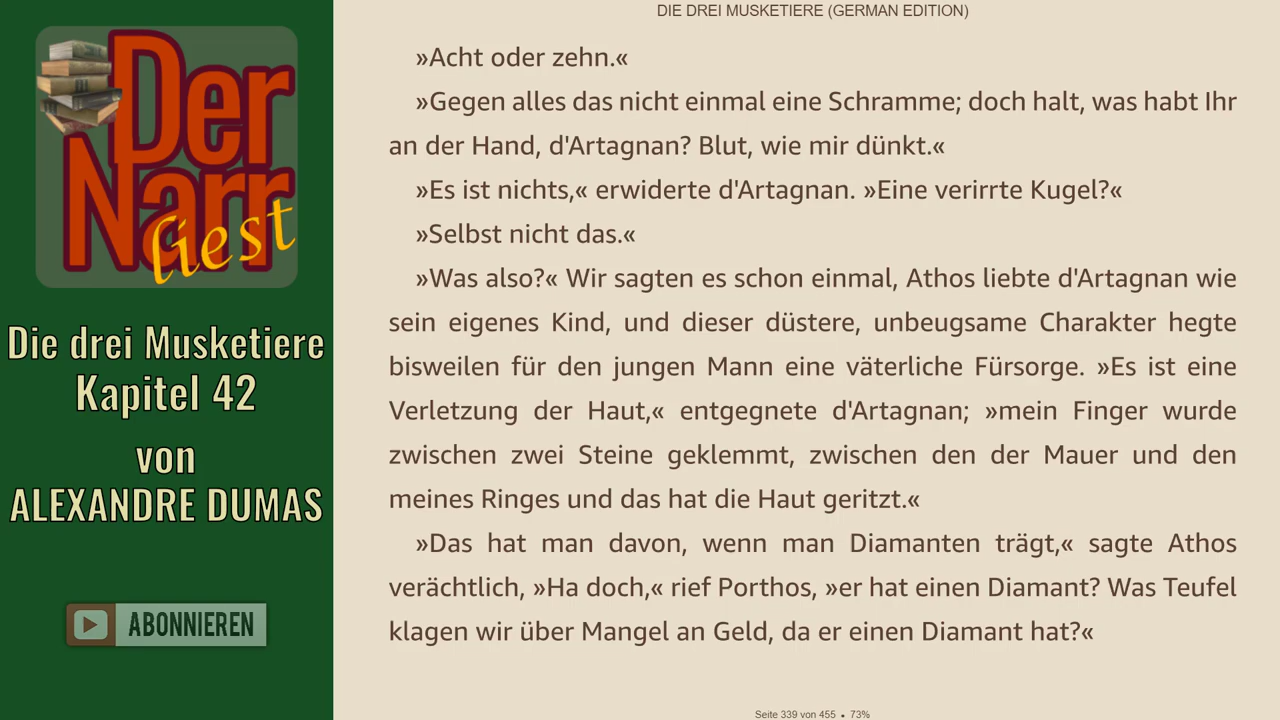 Der
Narr
liest
Die drei Musketiere
Kapitel 42
von
ALEXANDRE DUMAS
ABONNIEREN
DIE DREI MUSKETIERE (GERMAN EDITION)
»Acht oder zehn.«
»Gegen alles das nicht einmal eine Schramme; doch halt, was habt Ihr
an der Hand, d'Artagnan? Blut, wie mir dünkt.«
»Es ist nichts,« erwiderte d'Artagnan. »Eine verirrte Kugel?«
»Selbst nicht das.«
»Was also?« Wir sagten es schon einmal, Athos liebte d'Artagnan wie
sein eigenes Kind, und dieser düstere, unbeugsame Charakter hegte
bisweilen für den jungen Mann eine väterliche Fürsorge. »Es ist eine
Verletzung der Haut,« entgegnete d'Artagnan; »mein Finger wurde
zwischen zwei Steine geklemmt, zwischen den der Mauer und den
meines Ringes und das hat die Haut geritzt.«
»Das hat man davon, wenn man Diamanten trägt,« sagte Athos
verächtlich, »Ha doch,« rief Porthos, »er hat einen Diamant? Was Teufel
klagen wir über Mangel an Geld, da er einen Diamant hat?«
Seite 339 von 455 • 73%